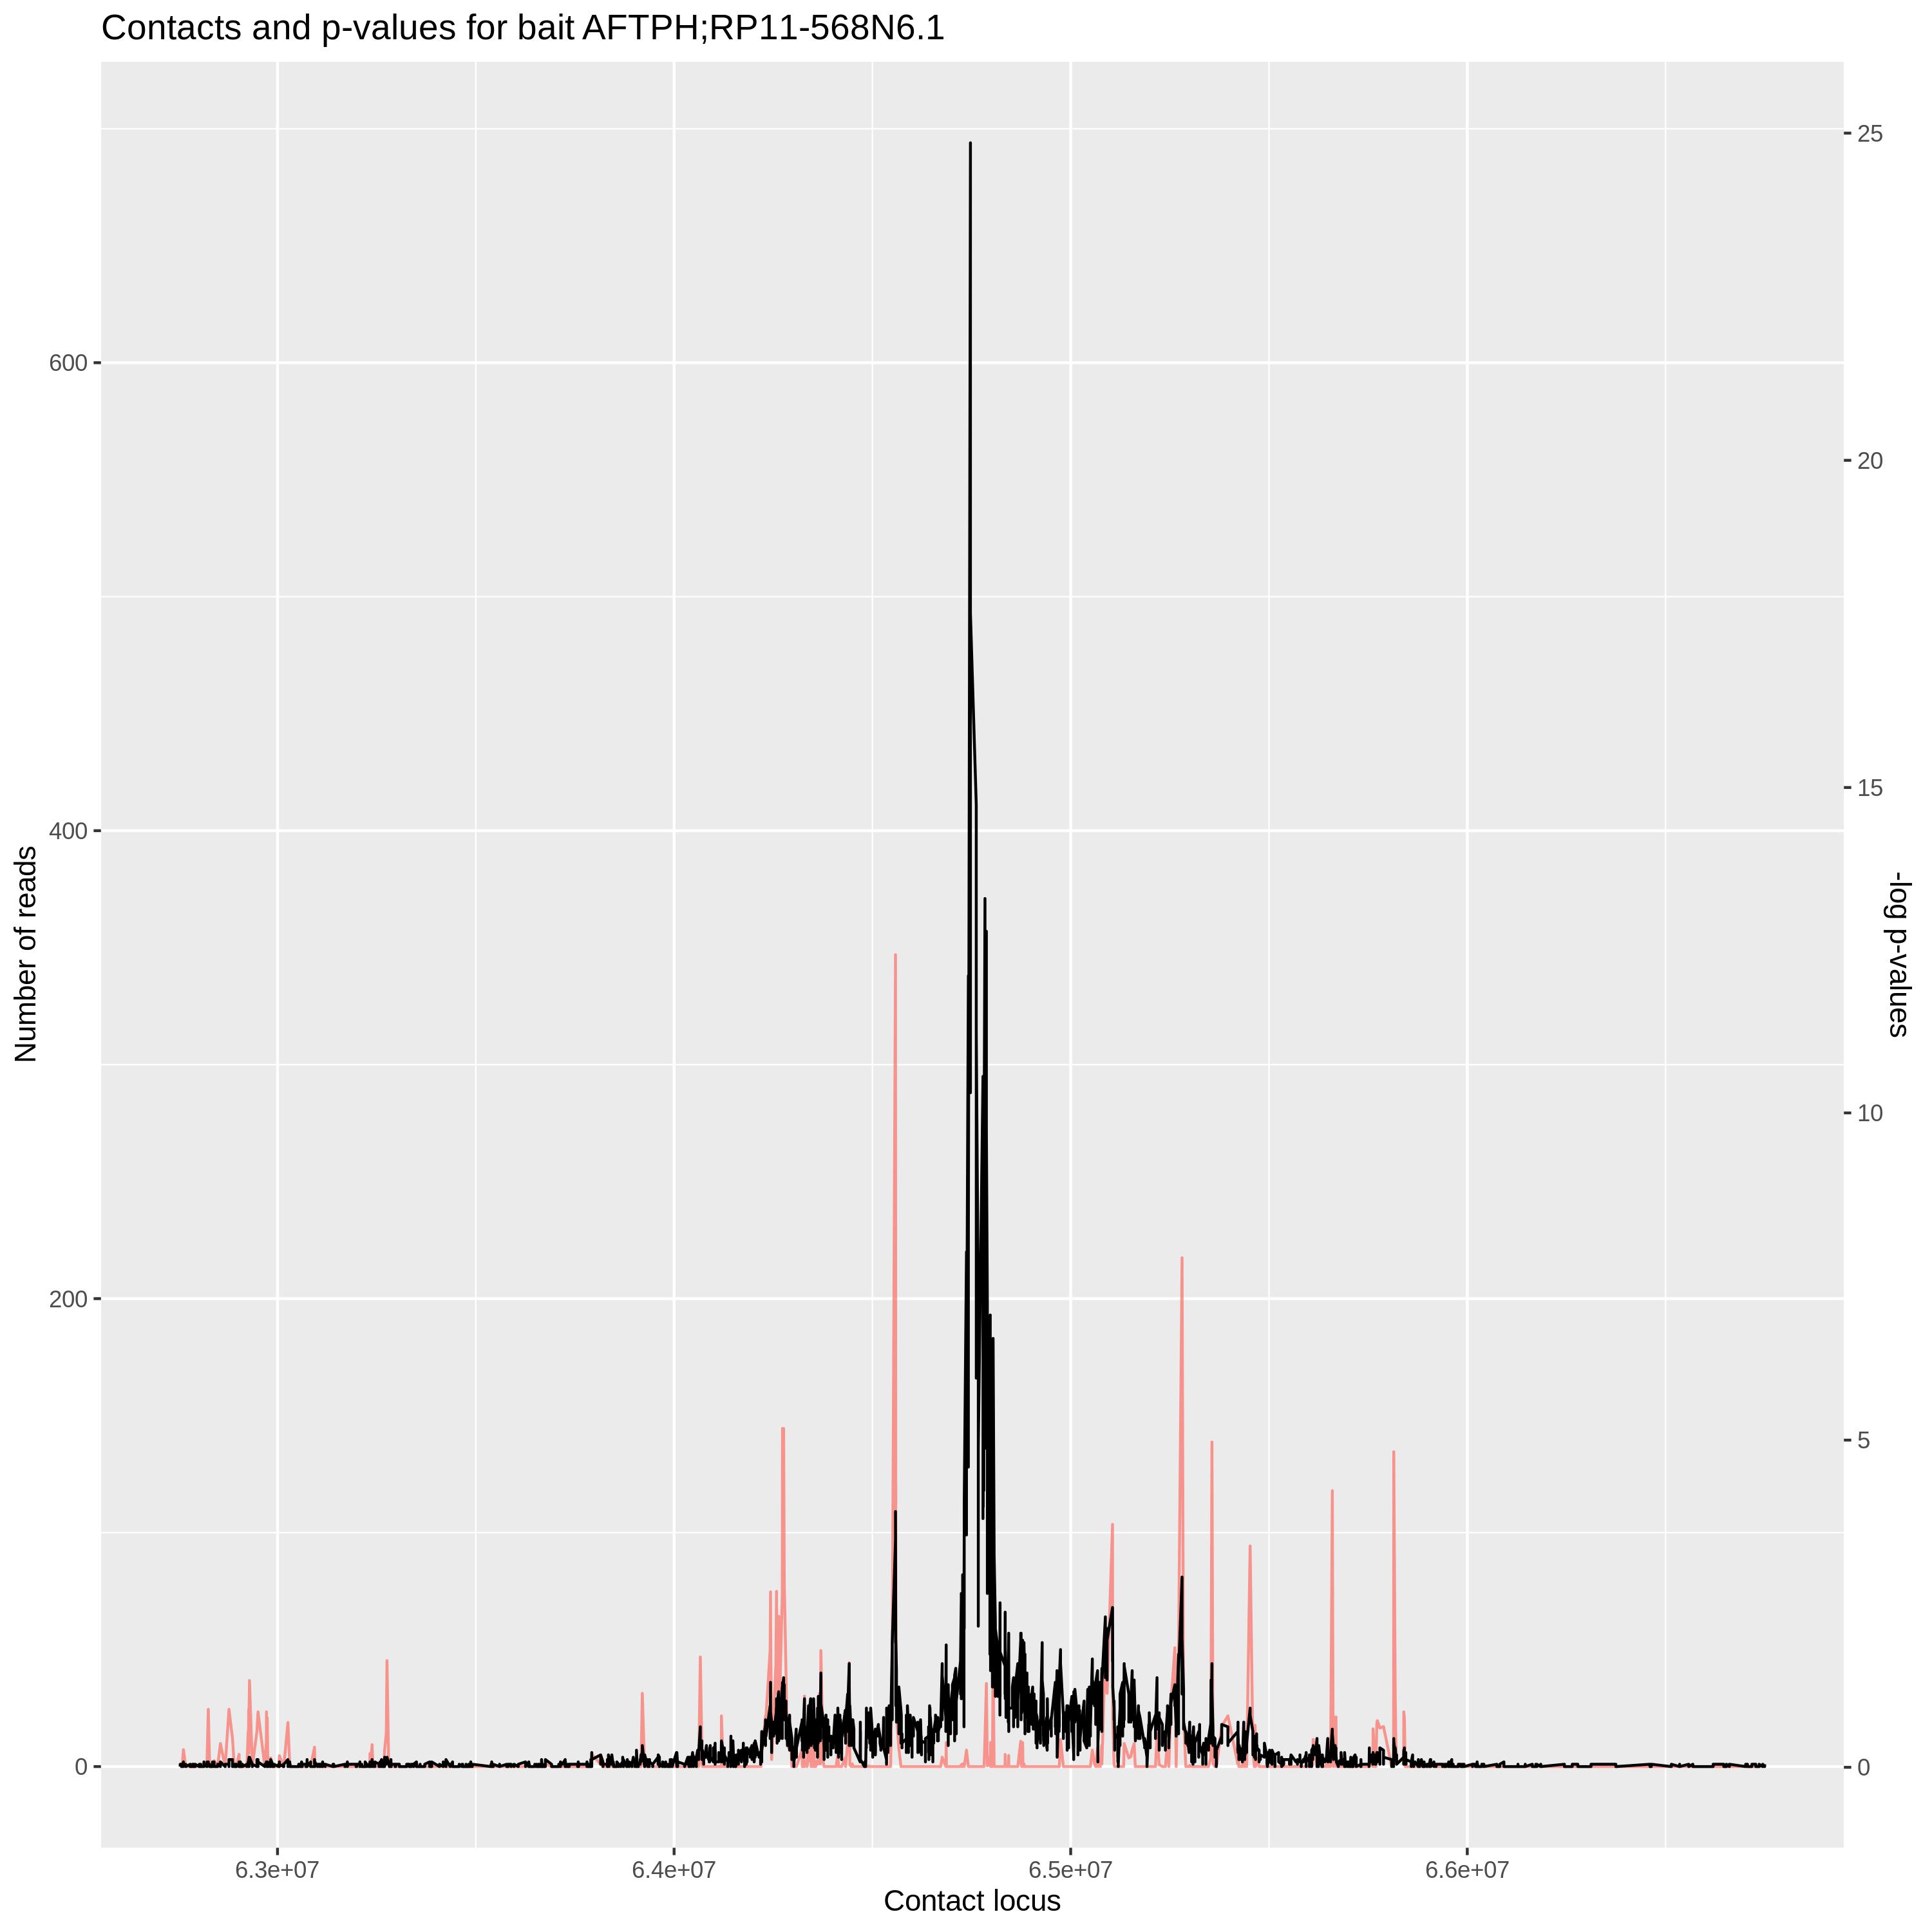 Contacts and p-values for bait AFTPH;RP11-568N6.1
600
400
200
0
25
20
15
10
5
0
Number of reads
-log p-values
6.3e+07
6.4e+07
6.5e+07
6.6e+07
Contact locus